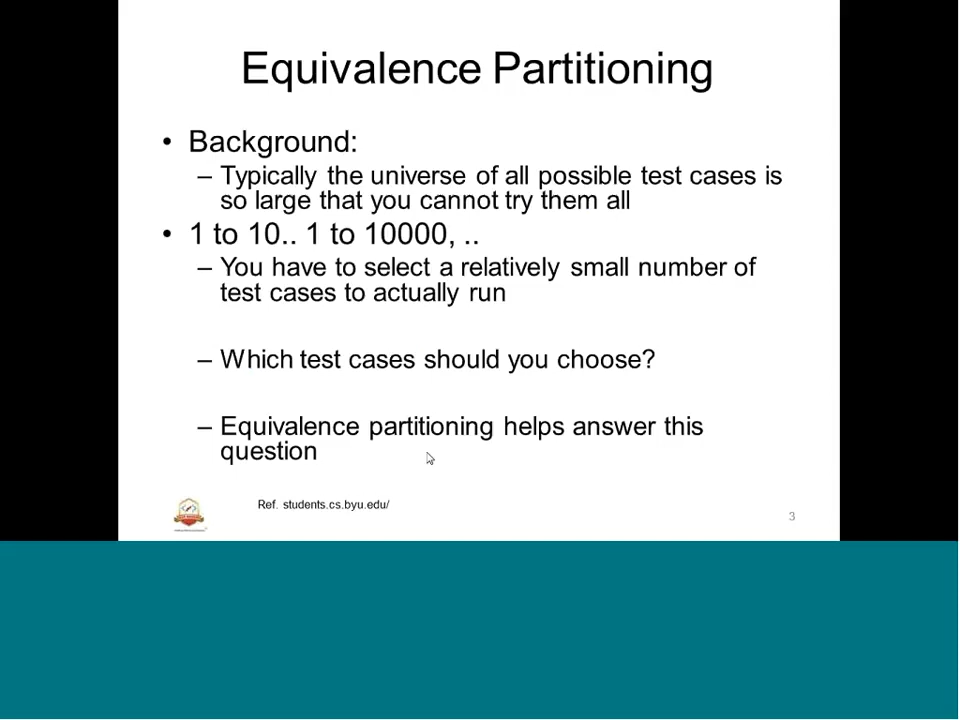 Equivalence Partitioning
• Background:
– Typically the universe of all possible test cases is
so large that you cannot try them all
• 1 to 10.. 1 to 10000, ..
– You have to select a relatively small number of
test cases to actually run
– Which test cases should you choose?
– Equivalence partitioning helps answer this
question
Ref. students.cs.byu.edu/
3